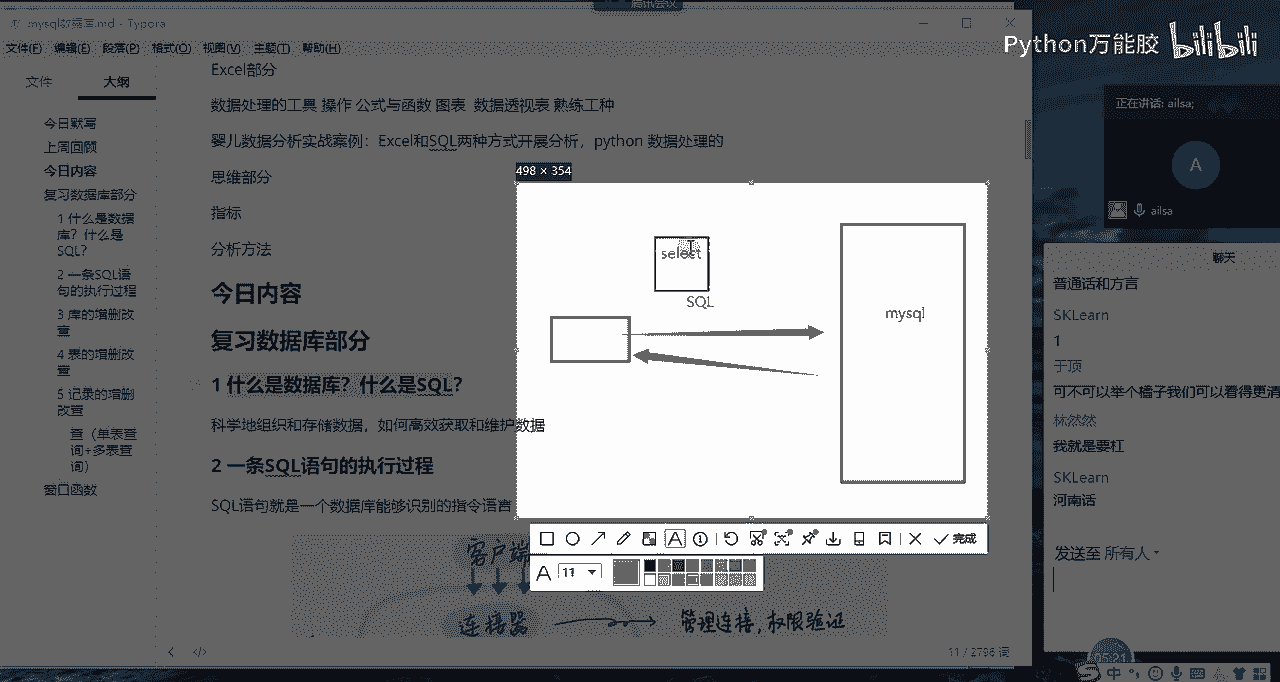 腾讯会议
mysql数据库.md - Typora
文件(F) 编辑(E) 段落(P) 格式(O) 视图(V) 主题(T) 帮助(H)
文件 大纲
今日默写
上周回顾
今日内容
复习数据库部分
1 什么是数据
库？什么是
SQL?
2 一条SQL语
句的执行过程
3 库的增删改
查
4 表的增删改
查
5 记录的增删
改查
查（单表查
询+多表查
询）
窗口函数
Excel部分
数据处理的工具 操作 公式与函数 图表 数据透视表 熟练工种
婴儿数据分析实战案例：Excel和SQL两种方式开展分析，python 数据处理的
思维部分
指标
分析方法
今日内容
复习数据库部分
1 什么是数据库？什么是SQL?
科学地组织和存储数据，如何高效获取和维护数据
2 一条SQL语句的执行过程
SQL语句就是一个数据库能够识别的指令语言
客户端
连接器
管理连接,权限验证
11 / 2796 词
498 × 354
select
SQL
mysql
完成
A 11
Python万能胶 bilibili
正在讲话: ailsa;
A
ailsa
聊天
普通话和方言
SKLearn
1
于顶
可不可以举个橘子我们可以看得更清
林然然
我就是要杠
SKLearn
河南话
发送至 所有人
05:21
中